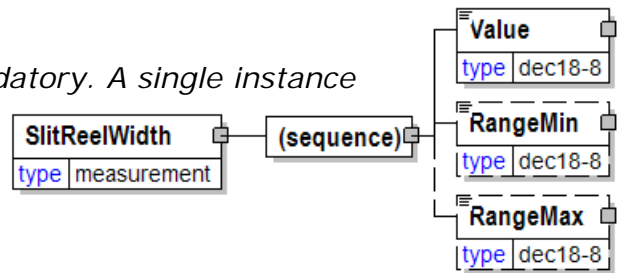 Value
type dec18-8
datory. A single instance
SlitReelWidth
type measurement
(sequence)
RangeMin
type dec18-8
RangeMax
type dec18-8